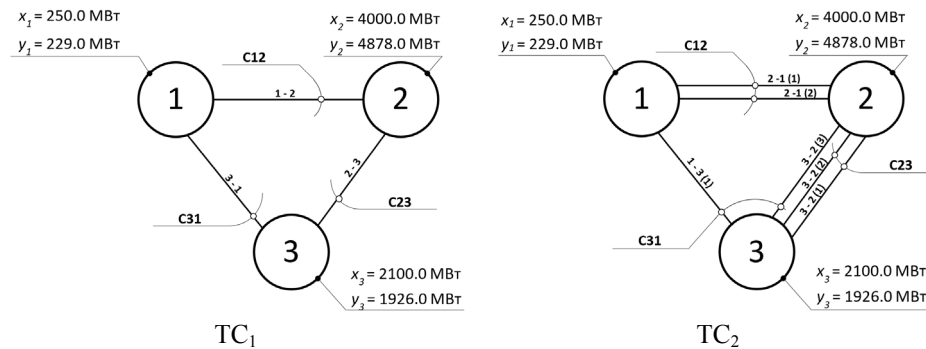 x₁ = 250.0 МВт
y₁ = 229.0 МВт
x₂ = 4000.0 МВт
y₂ = 4878.0 МВт
C12
1
1 - 2
2
3 - 1
2 - 3
C31
C23
3
x₃ = 2100.0 МВт
y₃ = 1926.0 МВт
TC₁
x₁ = 250.0 МВт
y₁ = 229.0 МВт
x₂ = 4000.0 МВт
y₂ = 4878.0 МВт
C12
1
2 -1 (1)
2 -1 (2)
2
1 - 3 (1)
3 - 2 (3)
3 - 2 (2)
3 - 2 (1)
C23
C31
3
x₃ = 2100.0 МВт
y₃ = 1926.0 МВт
TC₂